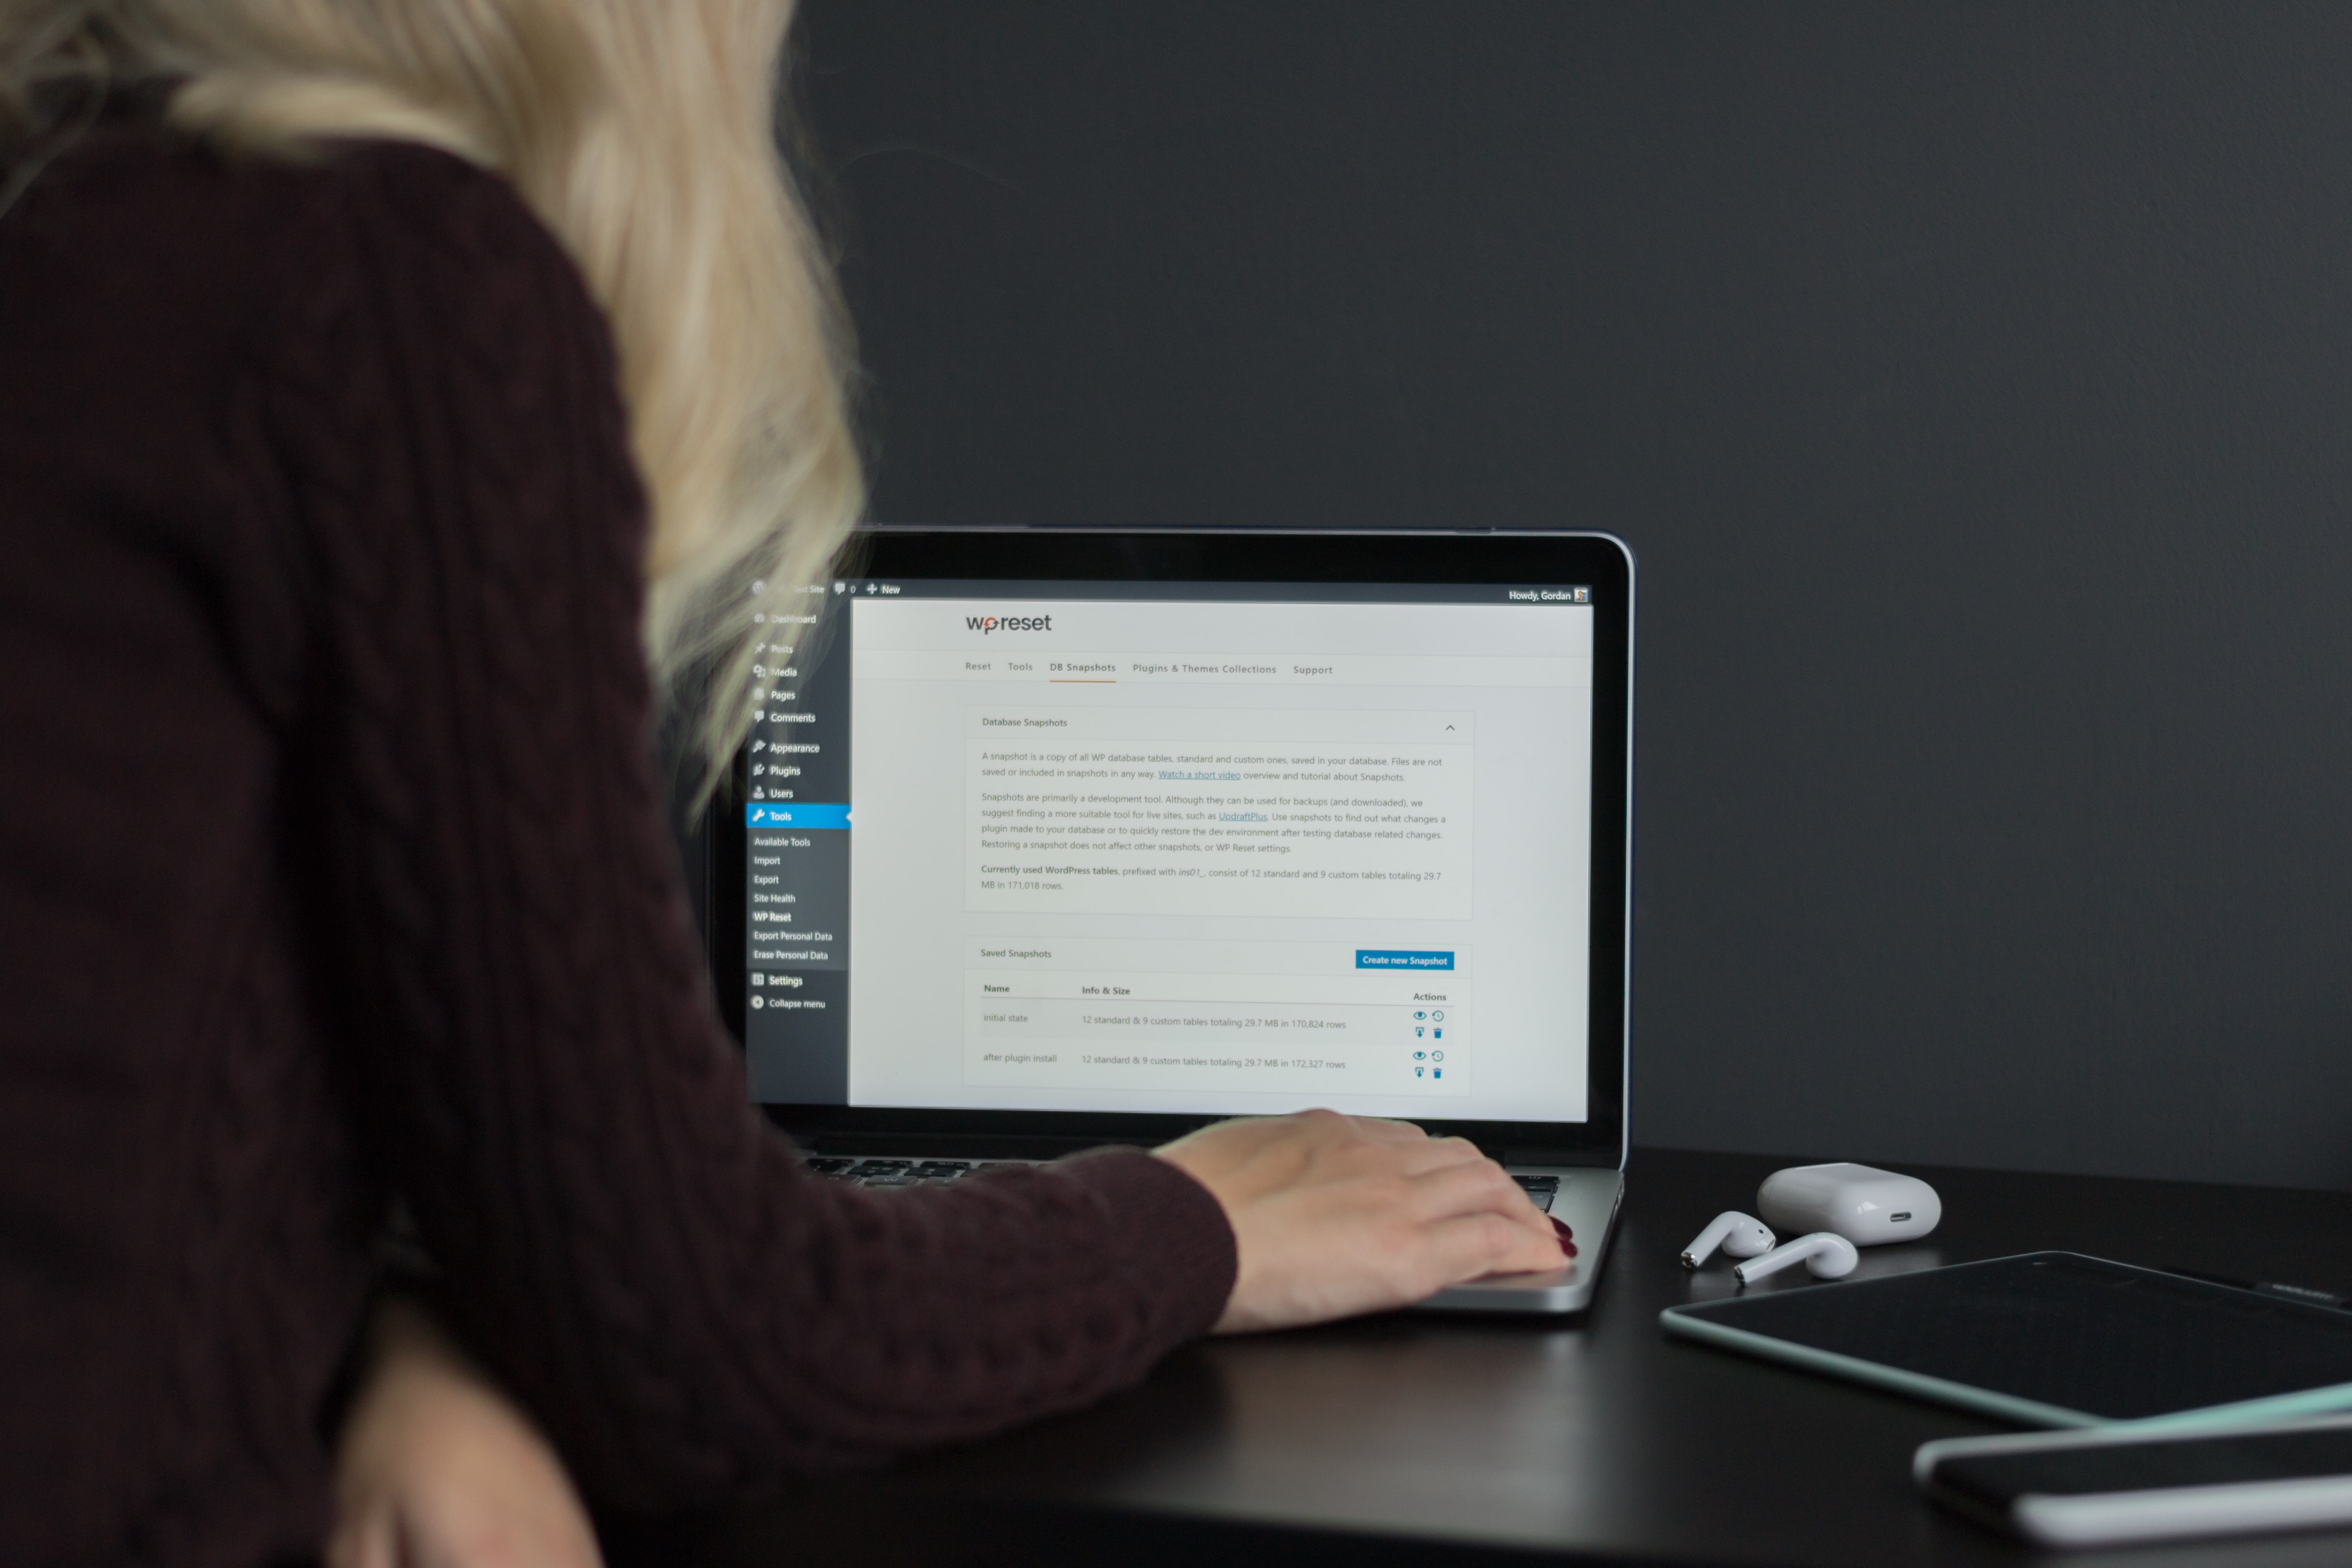 Site 0 New Howdy, Gordan
Dashboard
Posts
Media
Pages
Comments
Appearance
Plugins
Users
Tools
Available Tools
Import
Export
Site Health
WP Reset
Export Personal Data
Erase Personal Data
Settings
Collapse menu
wp reset
Reset Tools DB Snapshots Plugins & Themes Collections Support
Database Snapshots
A snapshot is a copy of all WP database tables, standard and custom ones, saved in your database. Files are not
saved or included in snapshots in any way. Watch a short video overview and tutorial about Snapshots.
Snapshots are primarily a development tool. Although they can be used for backups (and downloaded), we
suggest finding a more suitable tool for live sites, such as UpdraftPlus. Use snapshots to find out what changes a
plugin made to your database or to quickly restore the dev environment after testing database related changes.
Restoring a snapshot does not affect other snapshots, or WP Reset settings.
Currently used WordPress tables, prefixed with ins01_, consist of 12 standard and 9 custom tables totaling 29.7
MB in 171,018 rows.
Saved Snapshots Create new Snapshot
Name Info & Size Actions
initial state 12 standard & 9 custom tables totaling 29.7 MB in 170,824 rows
after plugin install 12 standard & 9 custom tables totaling 29.7 MB in 172,327 rows